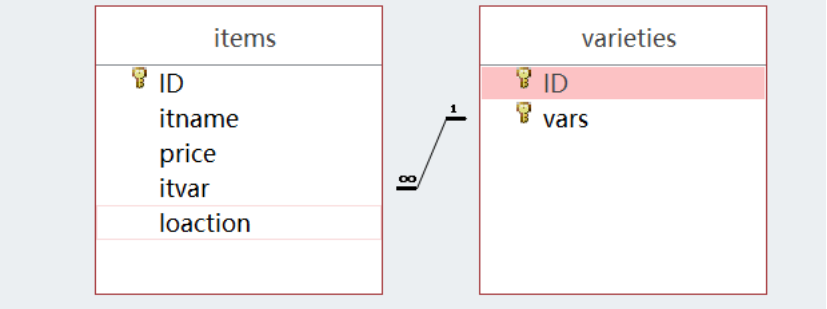 items
ID
itname
price
itvar
loaction
∞
1
varieties
ID
vars